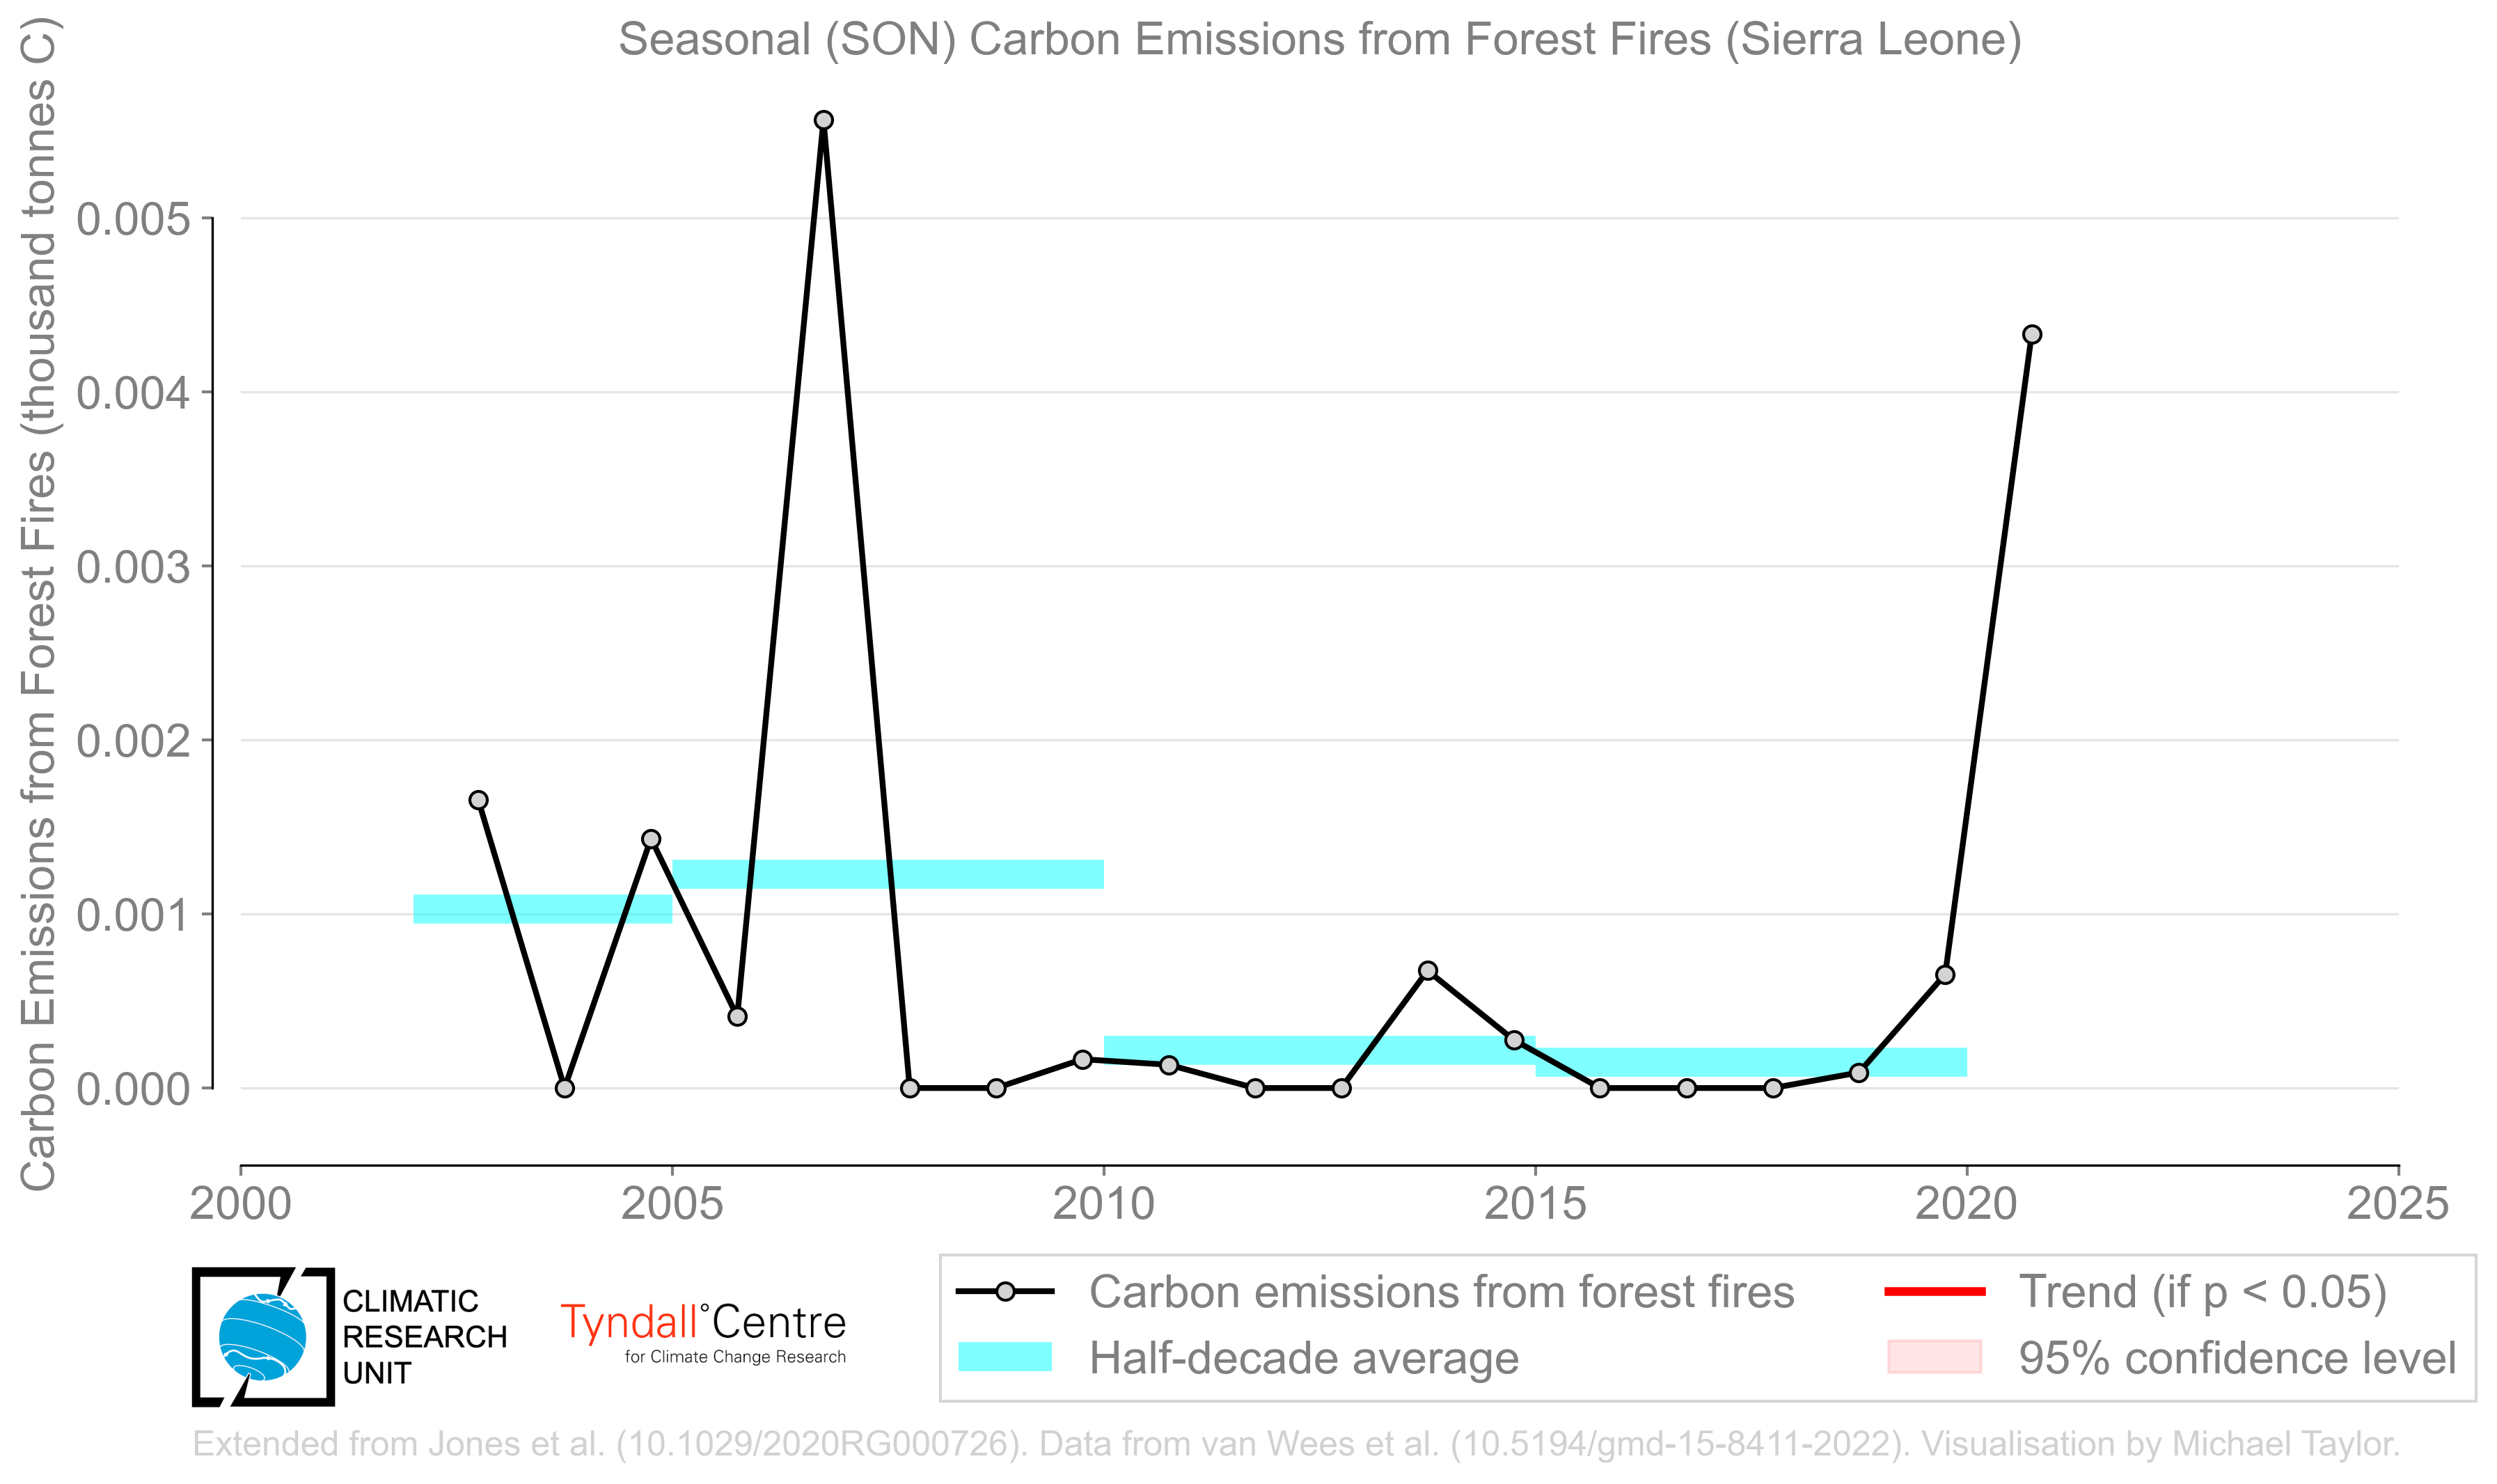 Seasonal (SON) Carbon Emissions from Forest Fires (Sierra Leone)
Carbon Emissions from Forest Fires (thousand tonnes C)
0.005
0.004
0.003
0.002
0.001
0.000
2000
2005
2010
2015
2020
2025
CLIMATIC
RESEARCH
UNIT
Tyndall°Centre
for Climate Change Research
Carbon emissions from forest fires
Half-decade average
Trend (if p < 0.05)
95% confidence level
Extended from Jones et al. (10.1029/2020RG000726). Data from van Wees et al. (10.5194/gmd-15-8411-2022). Visualisation by Michael Taylor.